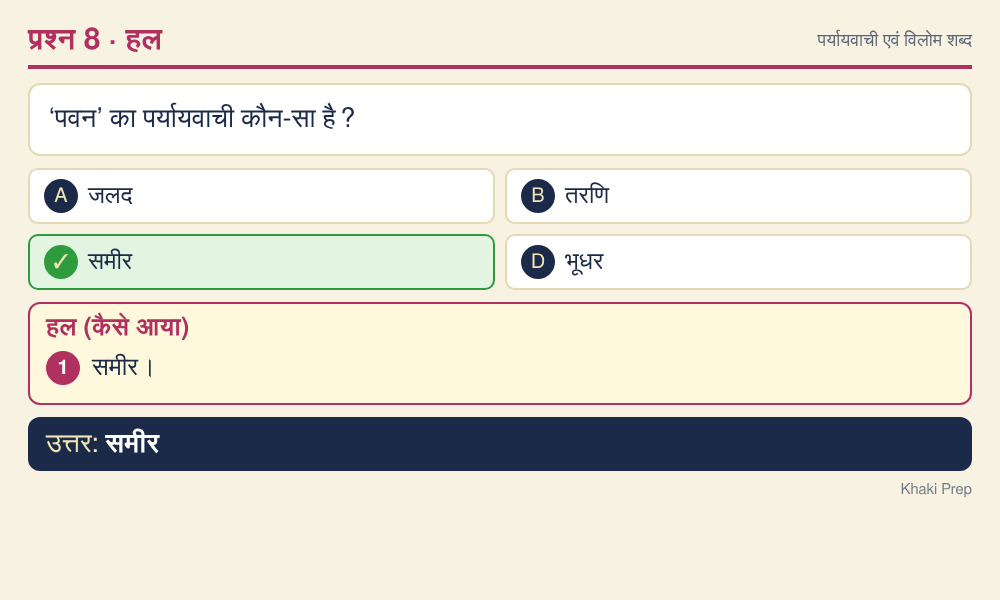 प्रश्न 8 · हल
पर्यायवाची एवं विलोम शब्द
‘पवन’ का पर्यायवाची कौन-सा है ?
A जलद
B तरणि
✓ समीर
D भूधर
हल (कैसे आया)
1 समीर ।
उत्तर: समीर
Khaki Prep